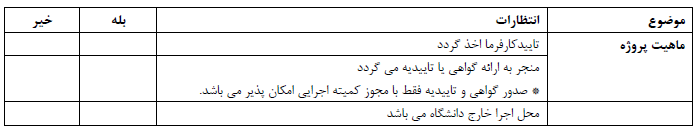 موضوع انتظارات بله خیر
ماهیت پروژه تاییدکارفرما اخذ گردد
منجر به ارائه گواهی یا تاییدیه می گردد
* صدور گواهی و تاییدیه فقط با مجوز کمیته اجرایی امکان پذیر می باشد.
محل اجرا خارج دانشگاه می باشد